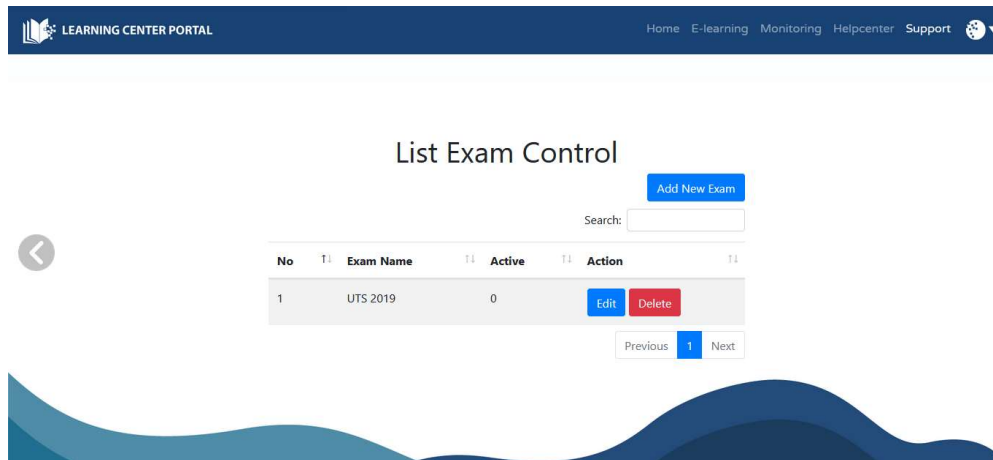 LEARNING CENTER PORTAL Home E-learning Monitoring Helpcenter Support
List Exam Control
Add New Exam
Search:
No Exam Name Active Action
1 UTS 2019 0 Edit Delete
Previous 1 Next